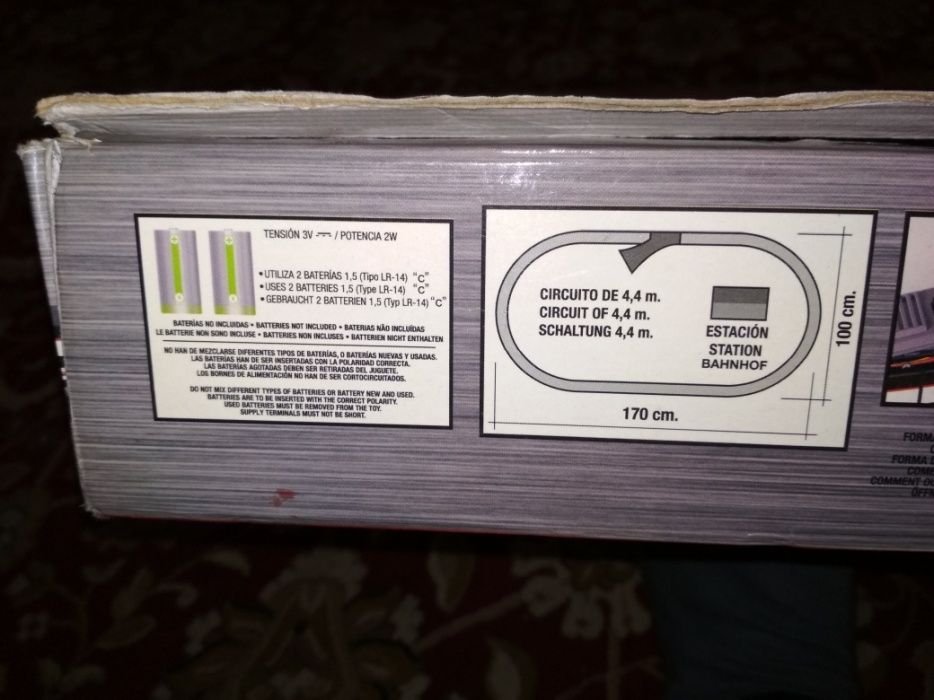 TENSIÓN 3V / POTENCIA 2W
• UTILIZA 2 BATERÍAS 1,5 (Tipo LR-14) “C”
• USES 2 BATTERIES 1,5 (Type LR-14) “C”
• GEBRAUCHT 2 BATTERIEN 1,5 (Typ LR-14) “C”
BATERÍAS NO INCLUIDAS • BATTERIES NOT INCLUDED • BATERIAS NÃO INCLUÍDAS
LE BATTERIE NON SONO INCLUSE • BATTERIES NON INCLUSES • BATTERIEN NICHT ENTHALTEN
NO HAN DE MEZCLARSE DIFERENTES TIPOS DE BATERÍAS, O BATERÍAS NUEVAS Y USADAS.
LAS BATERÍAS HAN DE SER INSERTADAS CON LA POLARIDAD CORRECTA.
LAS BATERÍAS AGOTADAS DEBEN SER RETIRADAS DEL JUGUETE.
LOS BORNES DE ALIMENTACIÓN NO HAN DE SER CORTOCIRCUITADOS.
DO NOT MIX DIFFERENT TYPES OF BATTERIES OR BATTERY NEW AND USED.
BATTERIES ARE TO BE INSERTED WITH THE CORRECT POLARITY.
USED BATTERIES MUST BE REMOVED FROM THE TOY.
SUPPLY TERMINALS MUST NOT BE SHORT.
CIRCUITO DE 4,4 m.
CIRCUIT OF 4,4 m.
SCHALTUNG 4,4 m.
ESTACIÓN
STATION
BAHNHOF
100 cm.
170 cm.
FORMA
COMMENT